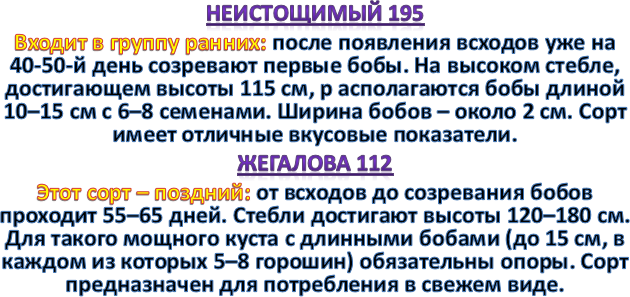 НЕИСТОЩИМЫЙ 195
Входит в группу ранних: после появления всходов уже на
40-50-й день созревают первые бобы. На высоком стебле,
достигающем высоты 115 см, р асполагаются бобы длиной
10–15 см с 6–8 семенами. Ширина бобов – около 2 см. Сорт
имеет отличные вкусовые показатели.
ЖЕГАЛОВА 112
Этот сорт – поздний: от всходов до созревания бобов
проходит 55–65 дней. Стебли достигают высоты 120–180 см.
Для такого мощного куста с длинными бобами (до 15 см, в
каждом из которых 5–8 горошин) обязательны опоры. Сорт
предназначен для потребления в свежем виде.